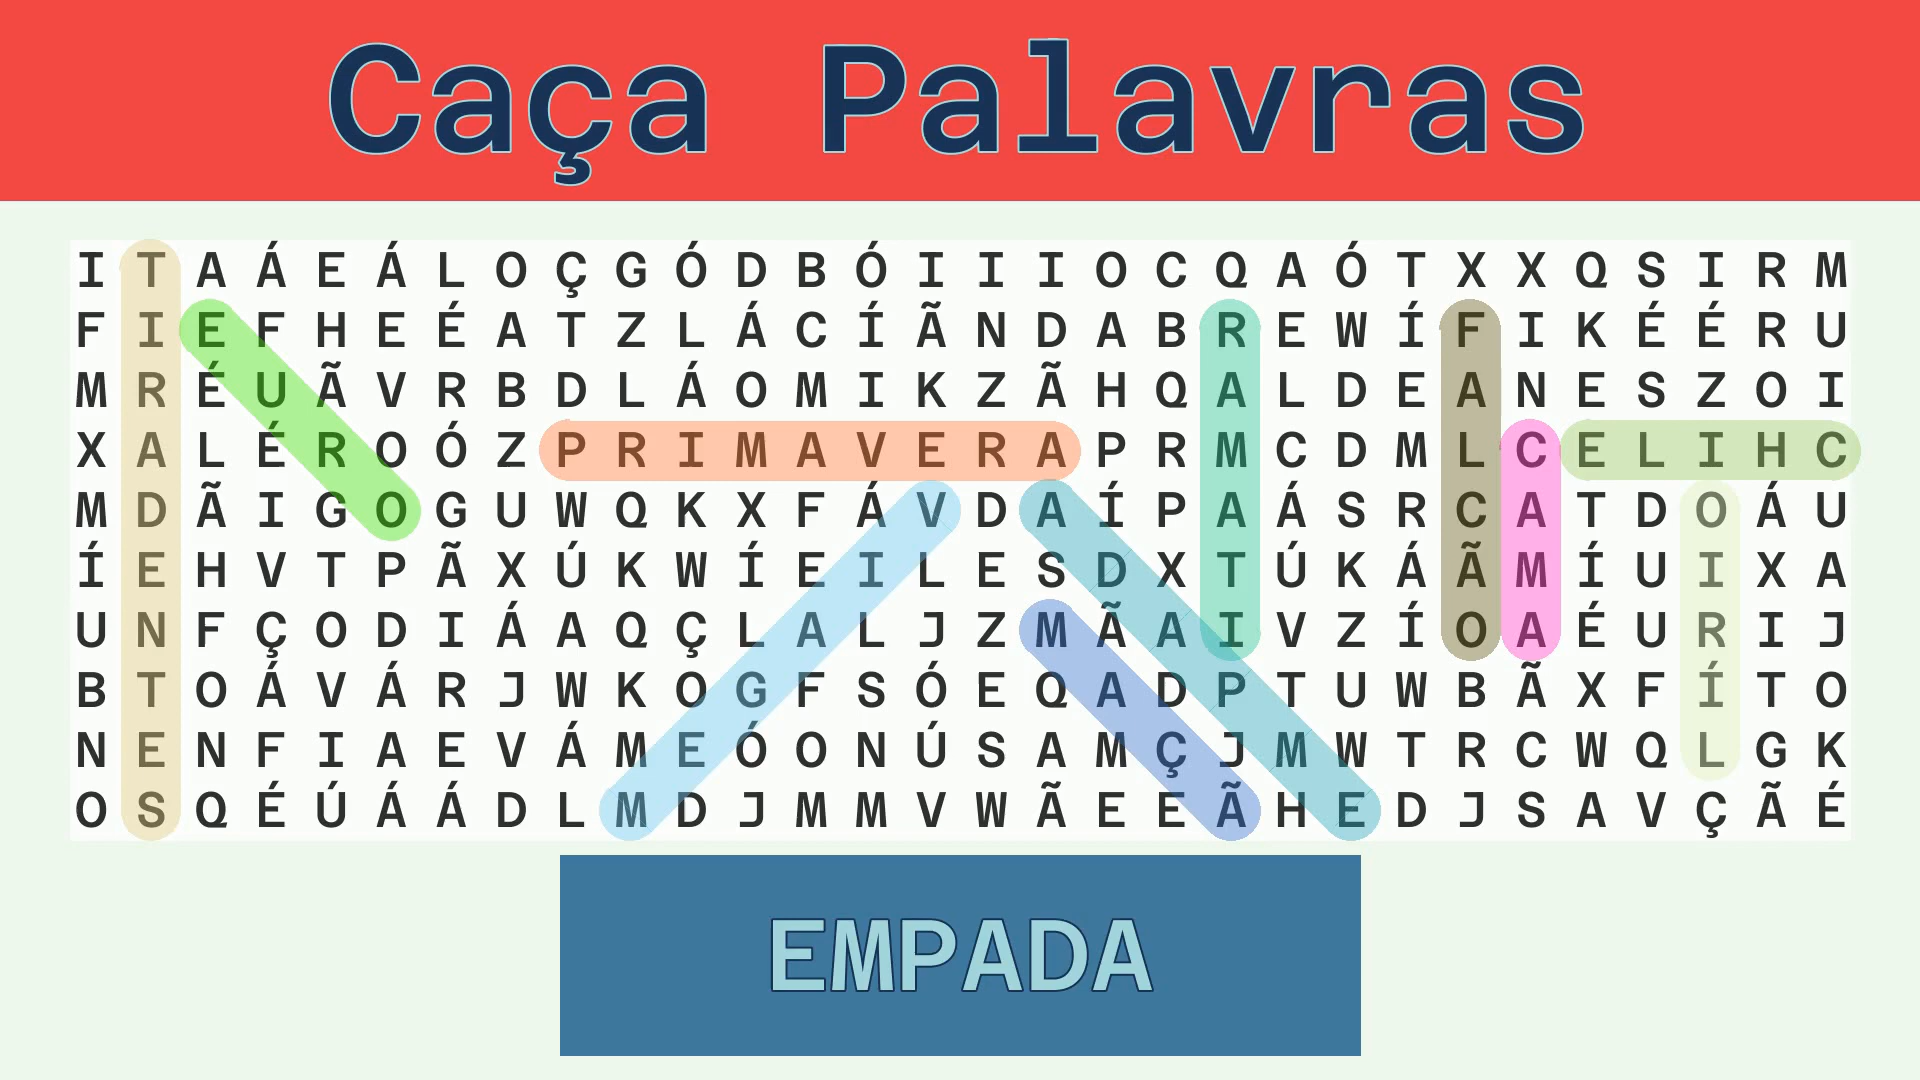 Caça Palavras
I T A Á E Á L O Ç G Ó D B Ó I I I O C Q A Ó T X X Q S I R M
F I E F H E É A T Z L Á C Í Ã N D A B R E W Í F I K É É R U
M R É U Ã V R B D L Á O M I K Z Ã H Q A L D E A N E S Z O I
X A L É R O Ó Z P R I M A V E R A P R M C D M L C E L I H C
M D Ã I G O G U W Q K X F Á V D A Í P A Á S R C A T D O Á U
Í E H V T P Ã X Ú K W Í E I L E S D X T Ú K Á Ã M Í U I X A
U N F Ç O D I Á A Q Ç L A L J Z M Ã A I V Z Í O A É U R I J
B T O Á V Á R J W K O G F S Ó E Q A D P T U W B Ã X F Í T O
N E N F I A E V Á M E Ó O N Ú S A M Ç J M W T R C W Q L G K
O S Q É Ú Á Á D L M D J M M V W Ã E E Ã H E D J S A V Ç Ã É
EMPADA